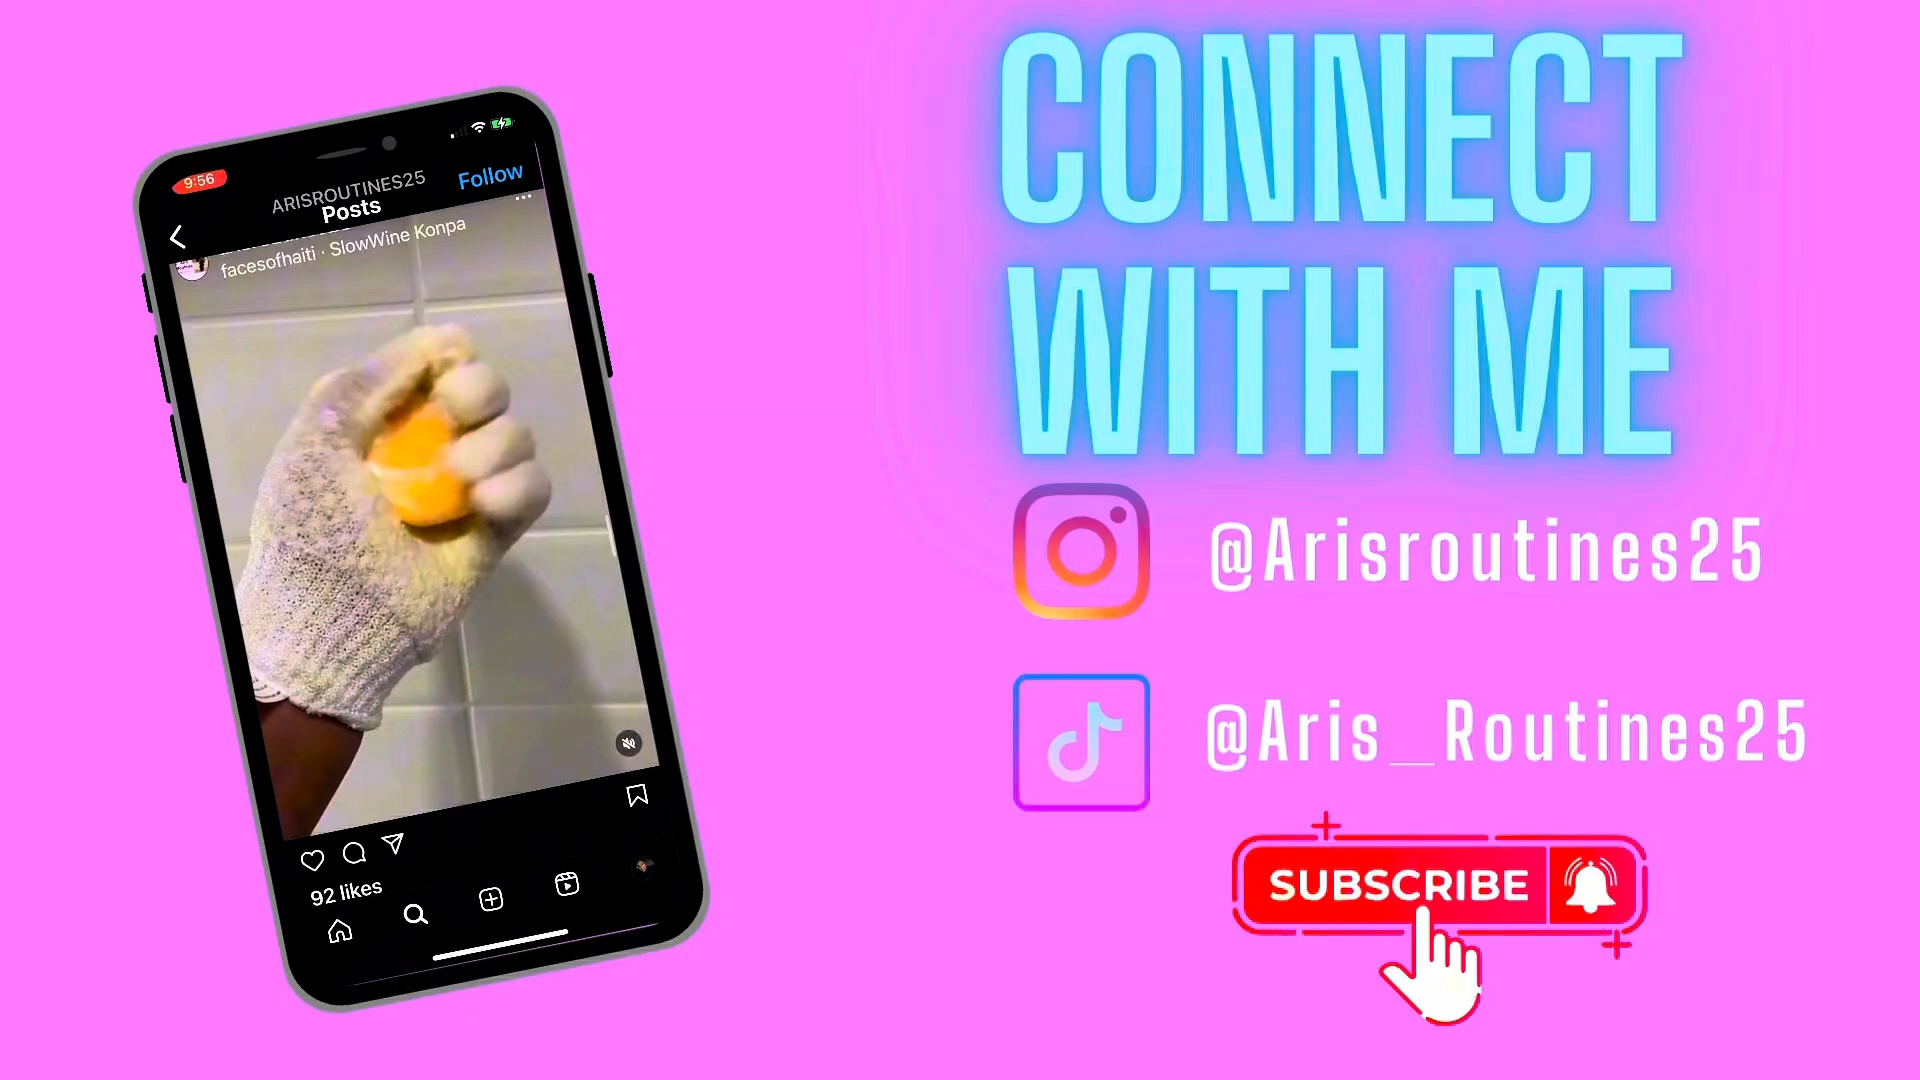 9:56
ARISROUTINES25
Posts
Follow
facesofhaiti · SlowWine Konpa
92 likes
CONNECT
WITH ME
@Arisroutines25
@Aris_Routines25
SUBSCRIBE